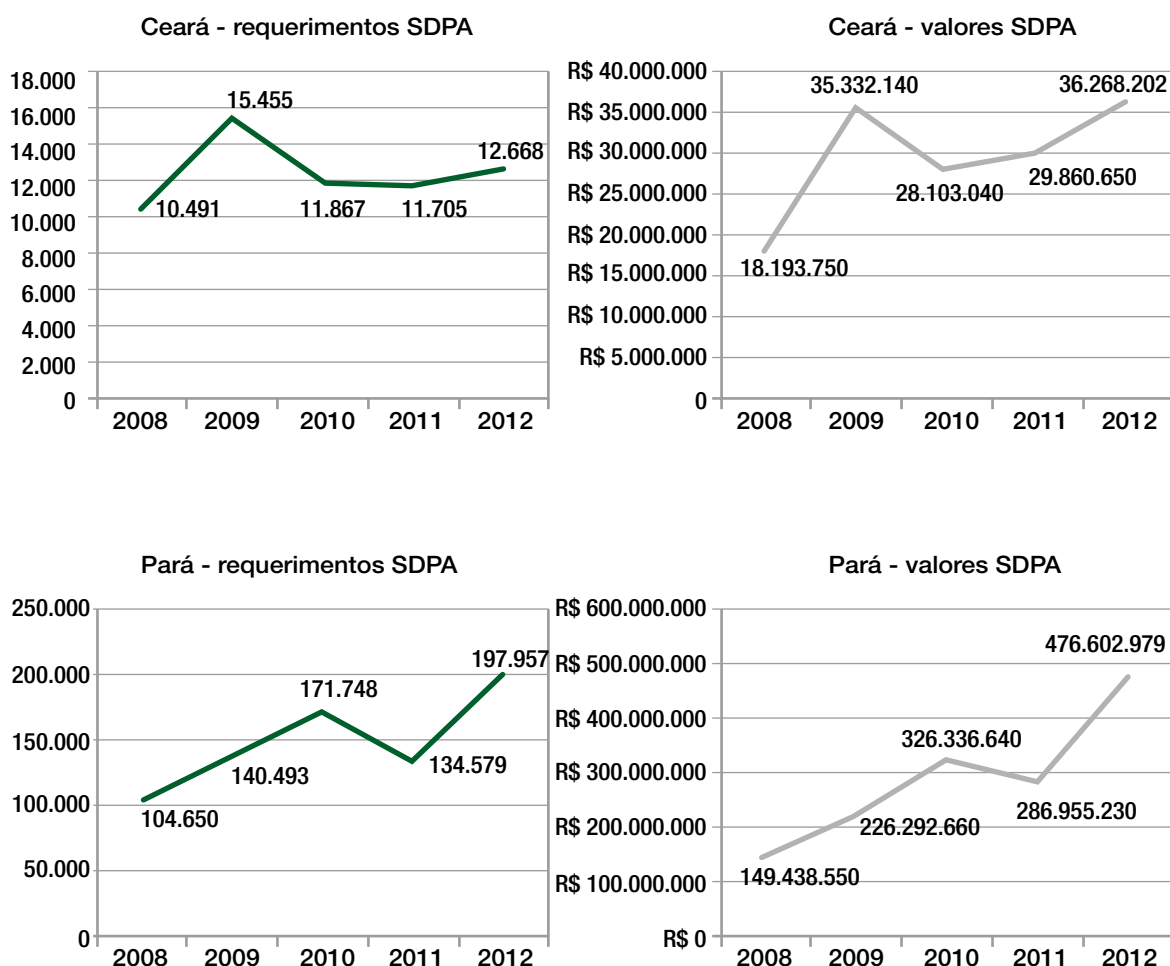 Ceará - requerimentos SDPA
18.000
16.000
14.000
12.000
10.000
8.000
6.000
4.000
2.000
0
15.455
12.668
10.491
11.867
11.705
2008 2009 2010 2011 2012
Ceará - valores SDPA
R$ 40.000.000
R$ 35.000.000
R$ 30.000.000
R$ 25.000.000
R$ 20.000.000
R$ 15.000.000
R$ 10.000.000
R$ 5.000.000
0
35.332.140
36.268.202
29.860.650
28.103.040
18.193.750
2008 2009 2010 2011 2012
Pará - requerimentos SDPA
250.000
200.000
150.000
100.000
50.000
0
197.957
171.748
140.493
134.579
104.650
2008 2009 2010 2011 2012
Pará - valores SDPA
R$ 600.000.000
R$ 500.000.000
R$ 400.000.000
R$ 300.000.000
R$ 200.000.000
R$ 100.000.000
R$ 0
476.602.979
326.336.640
286.955.230
226.292.660
149.438.550
2008 2009 2010 2011 2012